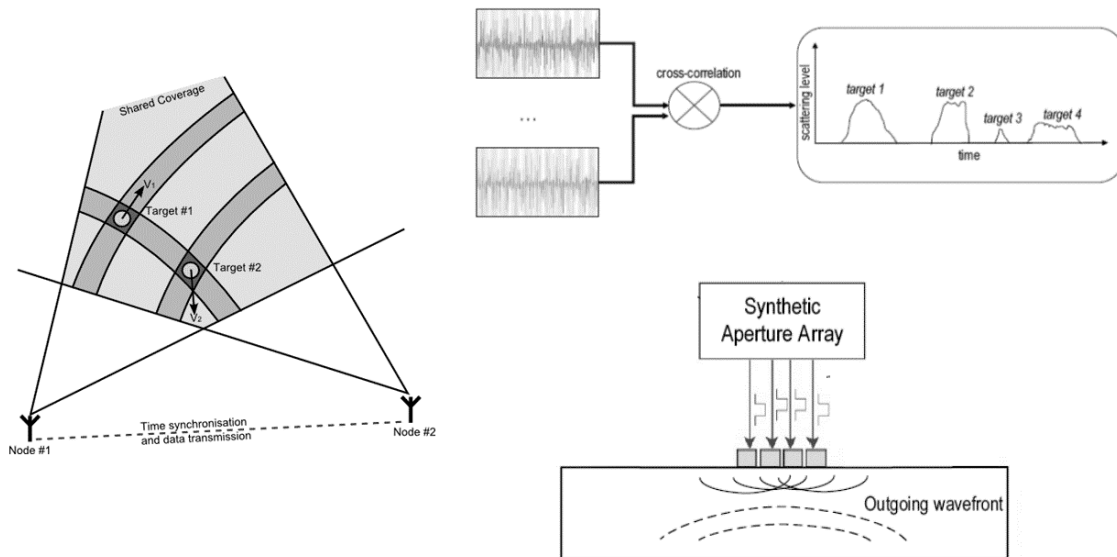 Shared Coverage
V1
Target #1
Target #2
V2
Time synchronisation
and data transmission
Node #1
Node #2
cross-correlation
...
scattering level
target 1
target 2
target 3
target 4
time
Synthetic
Aperture Array
Outgoing wavefront